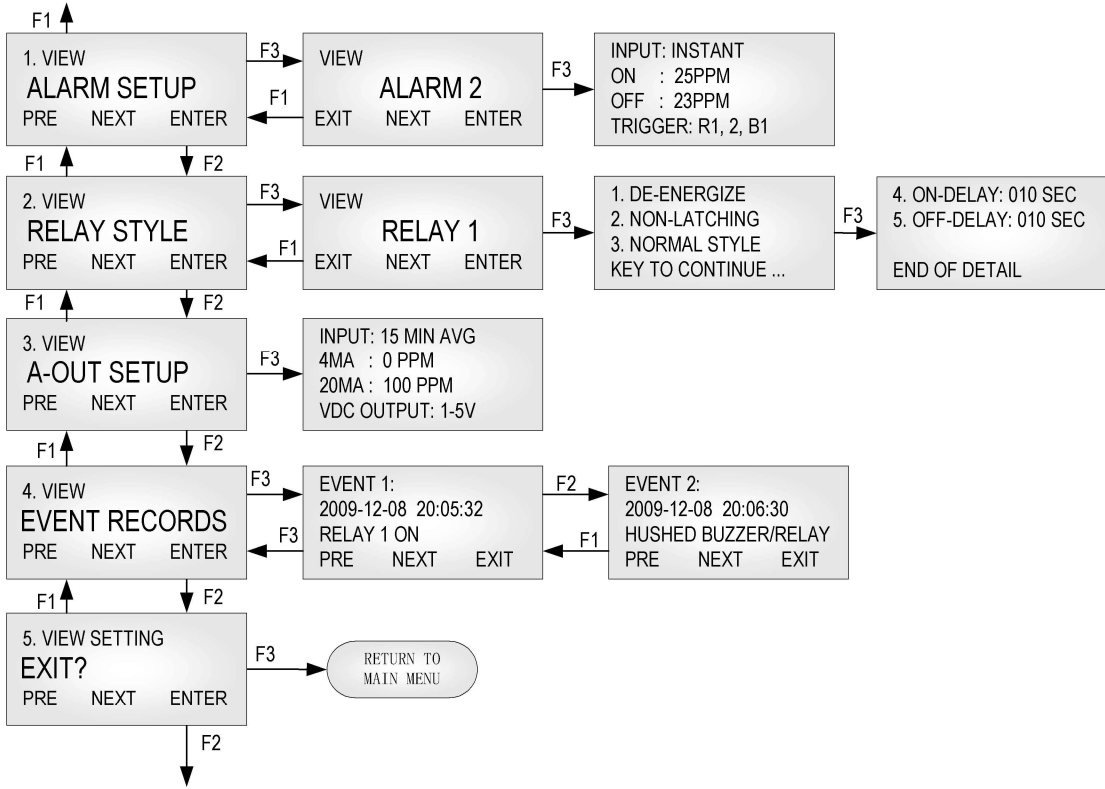 F1
1. VIEW
ALARM SETUP
PRE NEXT ENTER
F3
F1
VIEW
ALARM 2
EXIT NEXT ENTER
F3
INPUT: INSTANT
ON : 25PPM
OFF : 23PPM
TRIGGER: R1, 2, B1
F1
F2
2. VIEW
RELAY STYLE
PRE NEXT ENTER
F3
F1
VIEW
RELAY 1
EXIT NEXT ENTER
F3
1. DE-ENERGIZE
2. NON-LATCHING
3. NORMAL STYLE
KEY TO CONTINUE ...
F3
4. ON-DELAY: 010 SEC
5. OFF-DELAY: 010 SEC
END OF DETAIL
F1
F2
3. VIEW
A-OUT SETUP
PRE NEXT ENTER
F3
INPUT: 15 MIN AVG
4MA : 0 PPM
20MA : 100 PPM
VDC OUTPUT: 1-5V
F1
F2
4. VIEW
EVENT RECORDS
PRE NEXT ENTER
F3
F3
EVENT 1:
2009-12-08 20:05:32
RELAY 1 ON
PRE NEXT EXIT
F2
F1
EVENT 2:
2009-12-08 20:06:30
HUSHED BUZZER/RELAY
PRE NEXT EXIT
F1
F2
5. VIEW SETTING
EXIT?
PRE NEXT ENTER
F3
RETURN TO
MAIN MENU
F2